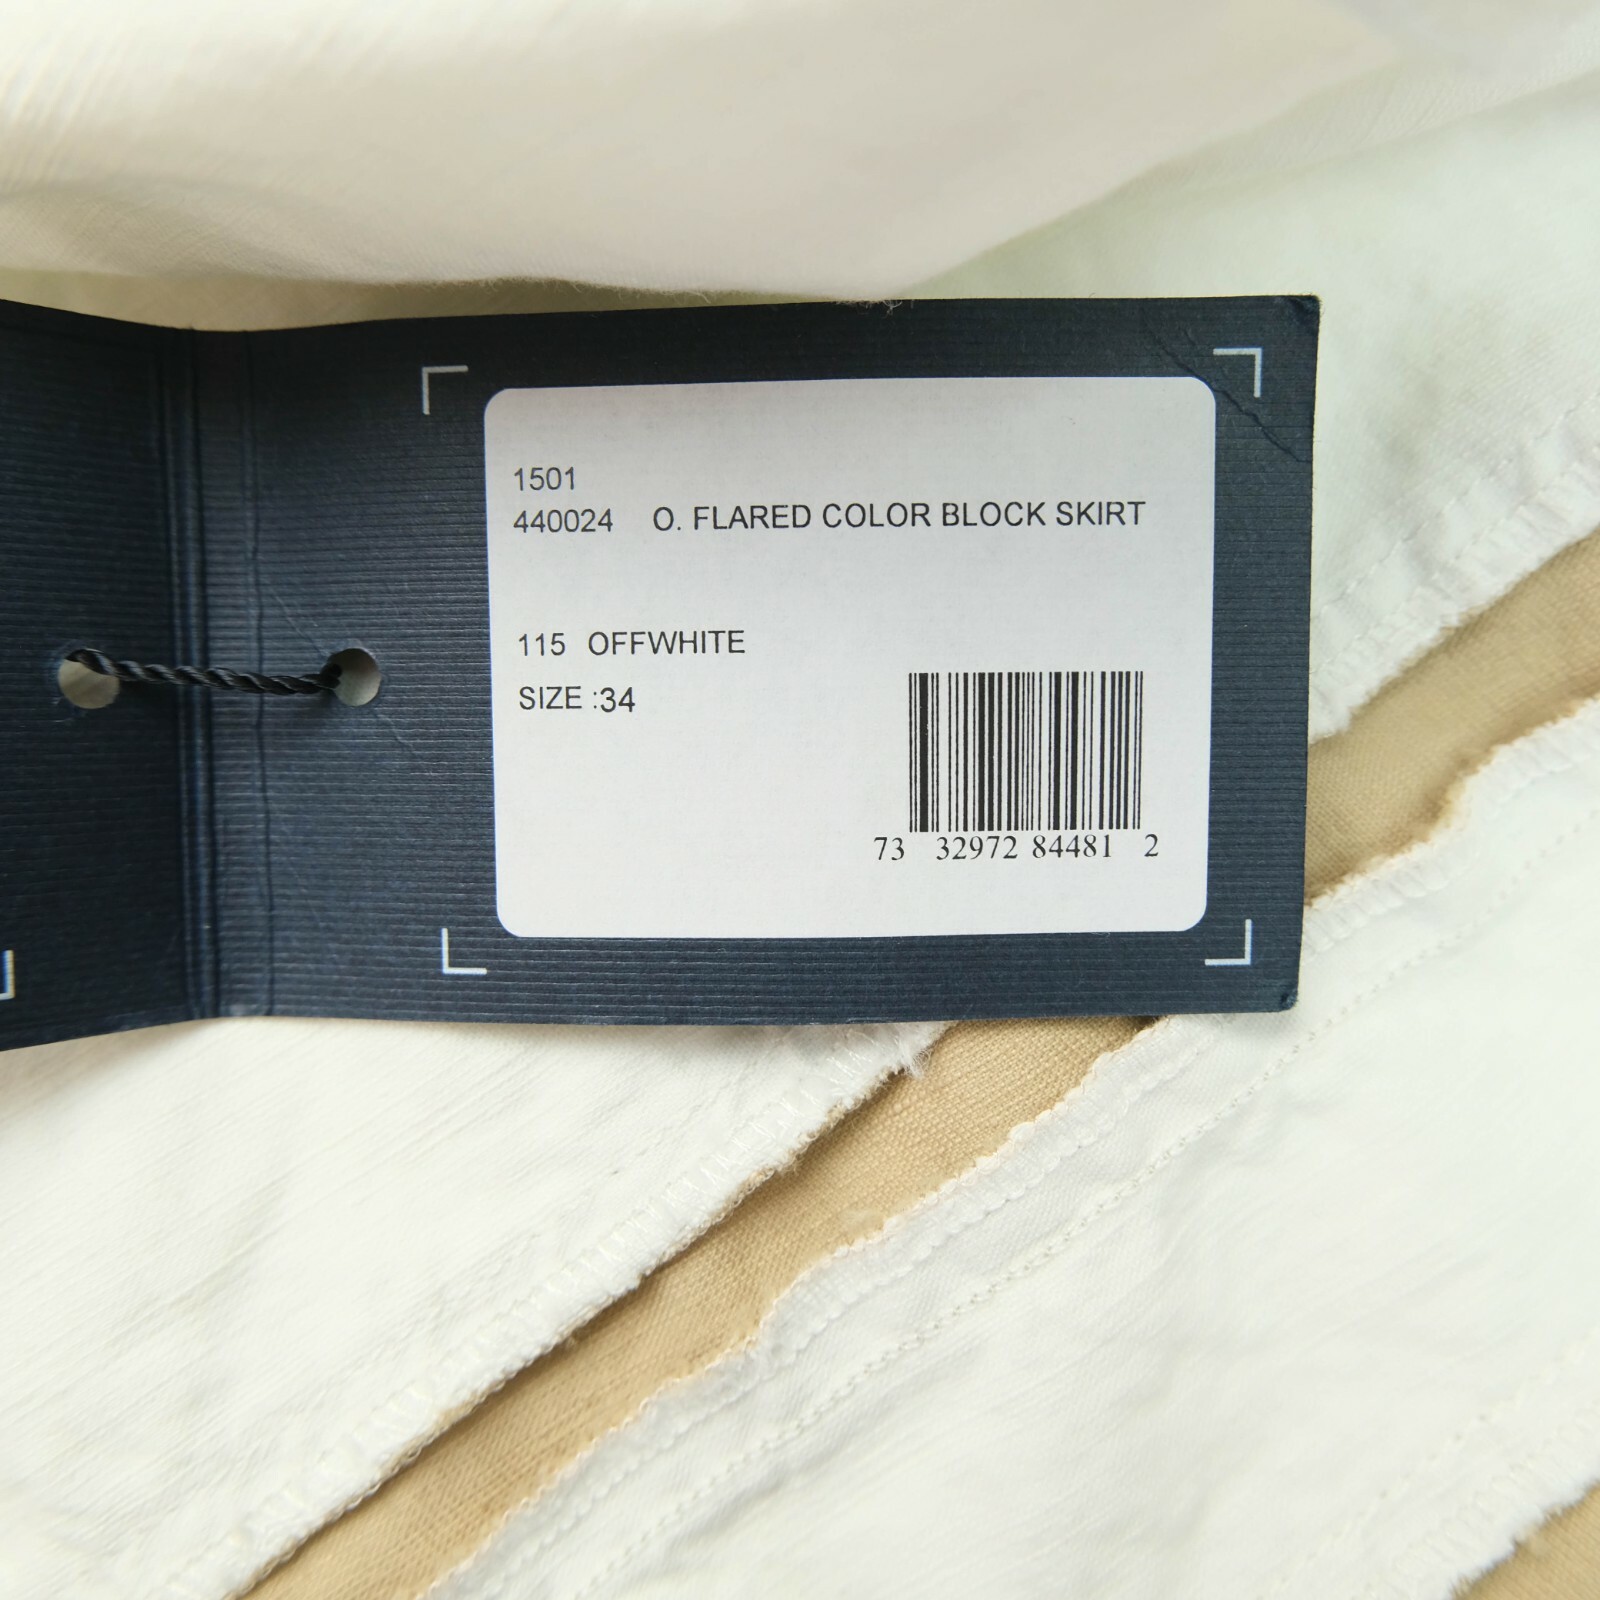 1501
440024 O. FLARED COLOR BLOCK SKIRT
115 OFFWHITE
SIZE :34
73 32972 84481 2